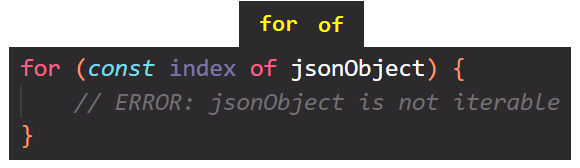 for of
for (const index of jsonObject) {
// ERROR: jsonObject is not iterable
}